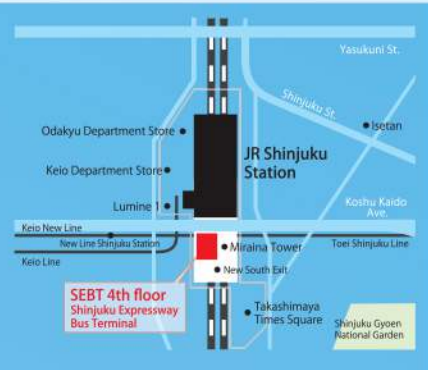 Yasukuni St.
Shinjuku St.
Isetan
Odakyu Department Store
JR Shinjuku
Station
Keio Department Store
Lumine 1
Koshu Kaido
Ave.
Keio New Line
New Line Shinjuku Station
Miraina Tower
Toei Shinjuku Line
Keio Line
New South Exit
SEBT 4th floor
Shinjuku Expressway
Bus Terminal
Takashimaya
Times Square
Shinjuku Gyoen
National Garden